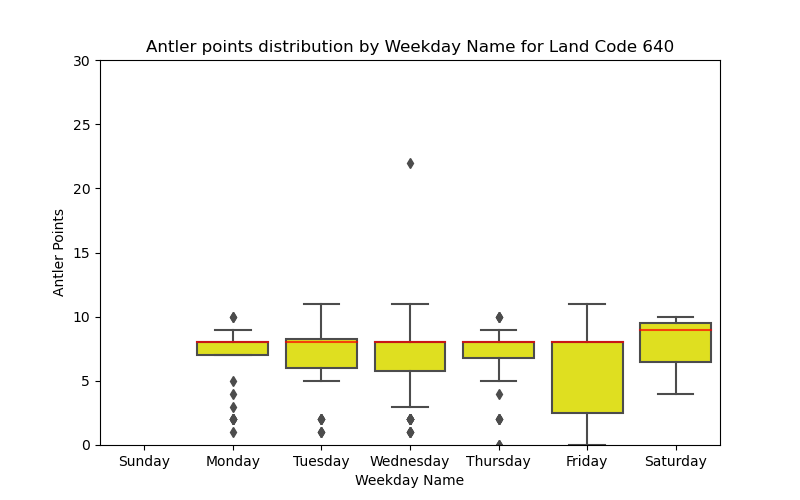 Antler points distribution by Weekday Name for Land Code 640
30
25
20
15
10
5
0
Antler Points
Sunday Monday Tuesday Wednesday Thursday Friday Saturday
Weekday Name